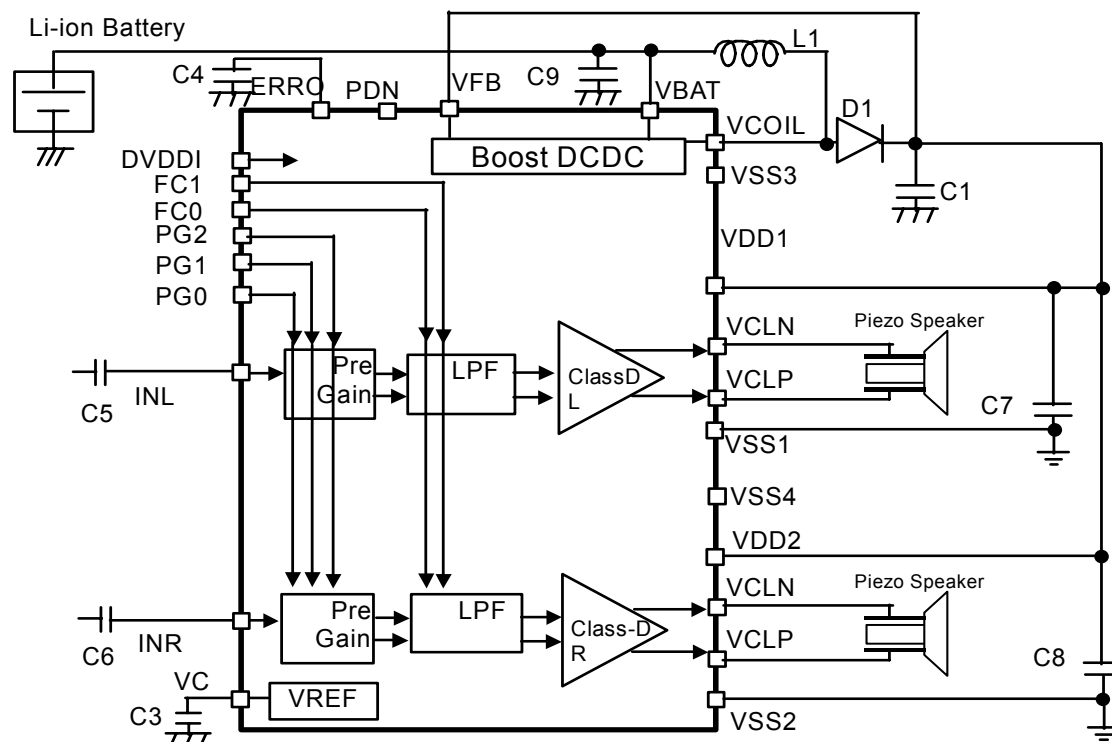 Li-ion Battery
L1
C4
ERRO
PDN
VFB
C9
VBAT
D1
VCOIL
Boost DCDC
DVDDI
FC1
FC0
PG2
PG1
PG0
VSS3
C1
VDD1
VCLN
Piezo Speaker
Pre
Gain
LPF
ClassD
L
VCLP
C5
INL
C7
VSS1
VSS4
VDD2
VCLN
Piezo Speaker
Pre
Gain
LPF
Class-D
R
VCLP
C6
INR
C8
VC
VREF
C3
VSS2